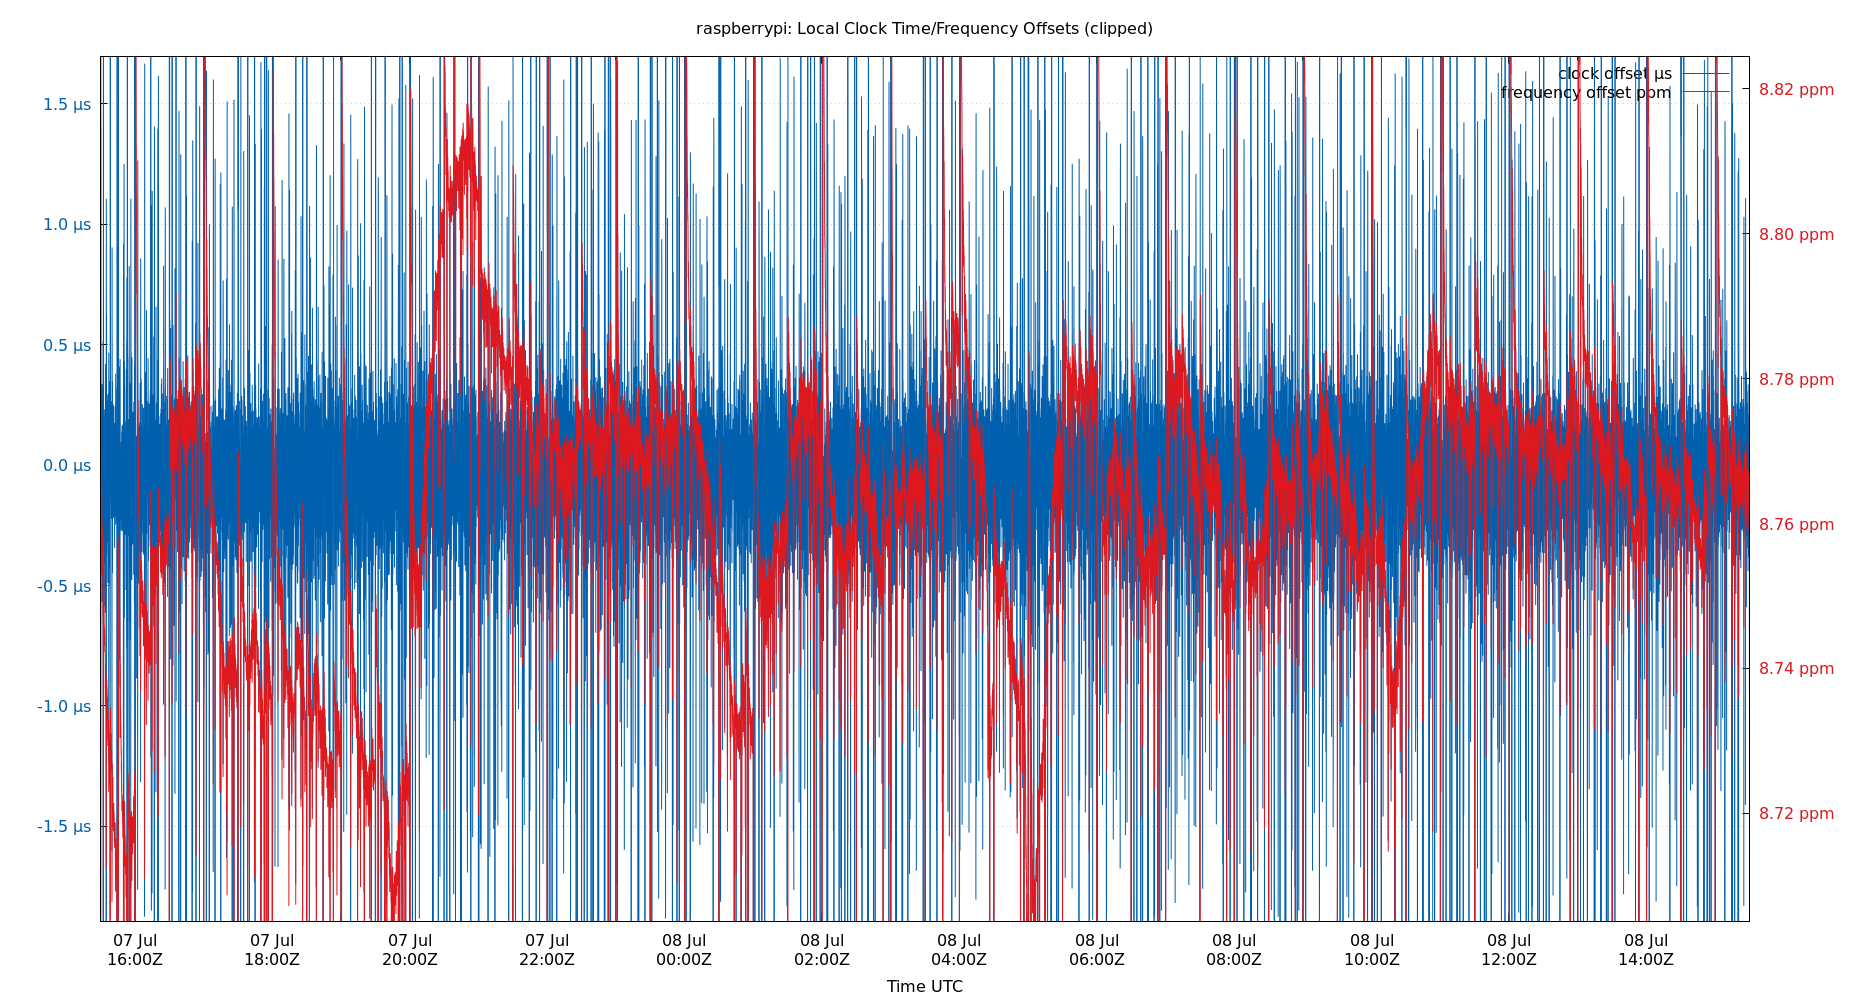 raspberrypi: Local Clock Time/Frequency Offsets (clipped)
clock offset µs
frequency offset ppm
1.5 µs
1.0 µs
0.5 µs
0.0 µs
-0.5 µs
-1.0 µs
-1.5 µs
8.82 ppm
8.80 ppm
8.78 ppm
8.76 ppm
8.74 ppm
8.72 ppm
07 Jul 07 Jul 07 Jul 07 Jul 08 Jul 08 Jul 08 Jul 08 Jul 08 Jul 08 Jul 08 Jul 08 Jul
16:00Z 18:00Z 20:00Z 22:00Z 00:00Z 02:00Z 04:00Z 06:00Z 08:00Z 10:00Z 12:00Z 14:00Z
Time UTC